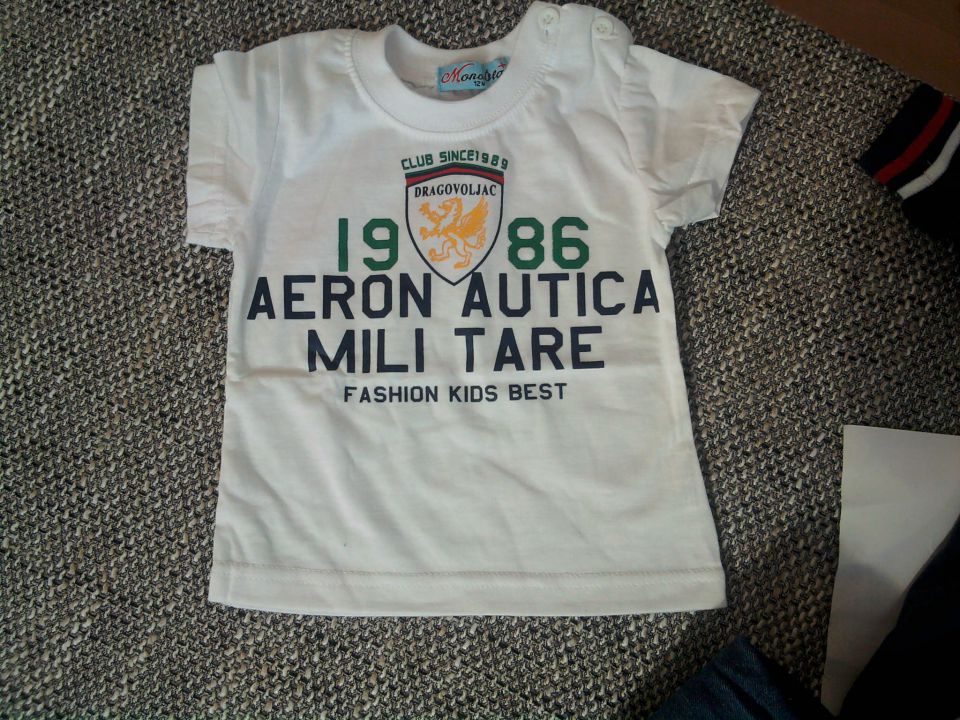 CLUB SINCE1989
DRAGOVOLJAC
19 86
AERON AUTICA
MILI TARE
FASHION KIDS BEST